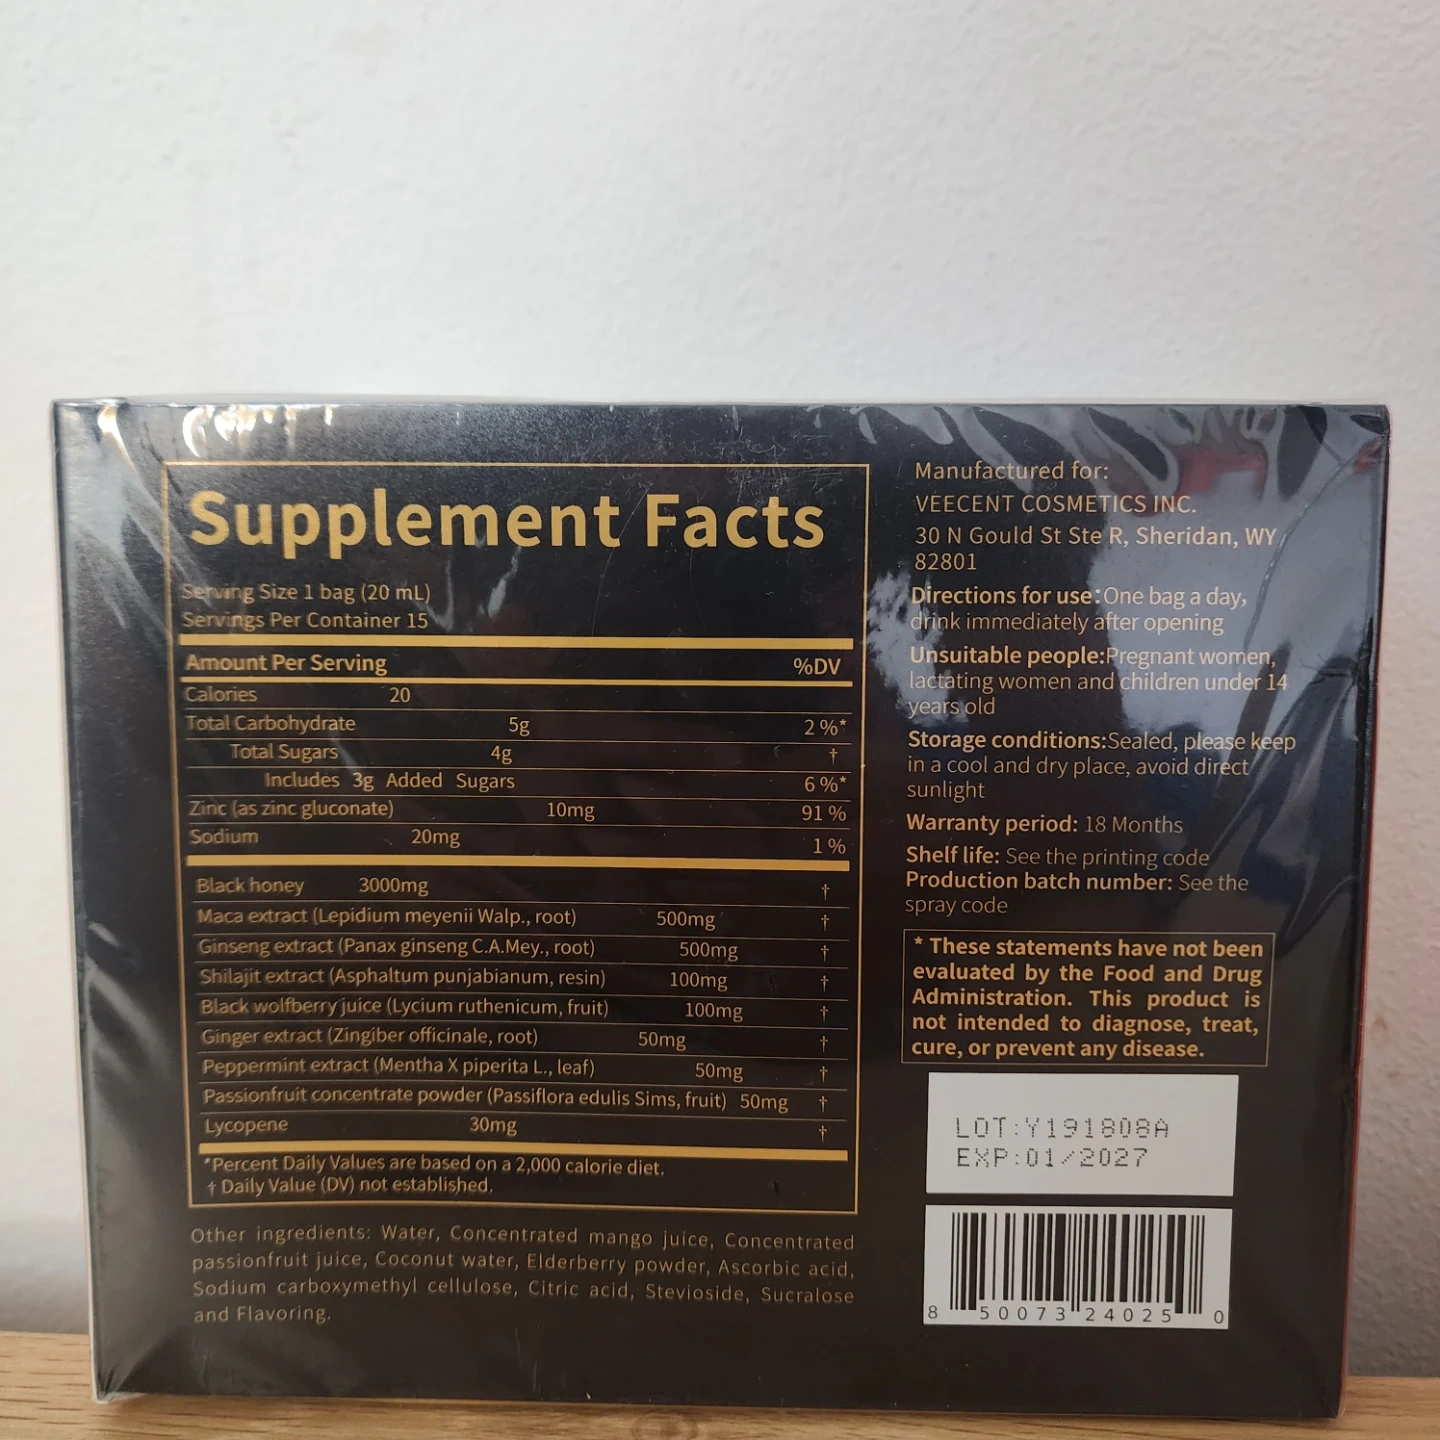 Supplement Facts
Serving Size 1 bag (20 mL)
Servings Per Container 15
Amount Per Serving %DV
Calories 20
Total Carbohydrate 5g 2%*
Total Sugars 4g †
Includes 3g Added Sugars 6%*
Zinc (as zinc gluconate) 10mg 91%
Sodium 20mg 1%
Black honey 3000mg †
Maca extract (Lepidium meyenii Walp., root) 500mg †
Ginseng extract (Panax ginseng C.A.Mey., root) 500mg †
Shilajit extract (Asphaltum punjabianum, resin) 100mg †
Black wolfberry juice (Lycium ruthenicum, fruit) 100mg †
Ginger extract (Zingiber officinale, root) 50mg †
Peppermint extract (Mentha X piperita L., leaf) 50mg †
Passionfruit concentrate powder (Passiflora edulis Sims, fruit) 50mg †
Lycopene 30mg †
*Percent Daily Values are based on a 2,000 calorie diet.
† Daily Value (DV) not established.
Other ingredients: Water, Concentrated mango juice, Concentrated
passionfruit juice, Coconut water, Elderberry powder, Ascorbic acid,
Sodium carboxymethyl cellulose, Citric acid, Stevioside, Sucralose
and Flavoring.
Manufactured for:
VEECENT COSMETICS INC.
30 N Gould St Ste R, Sheridan, WY
82801
Directions for use:One bag a day,
drink immediately after opening
Unsuitable people:Pregnant women,
lactating women and children under 14
years old
Storage conditions:Sealed, please keep
in a cool and dry place, avoid direct
sunlight
Warranty period: 18 Months
Shelf life: See the printing code
Production batch number: See the
spray code
* These statements have not been
evaluated by the Food and Drug
Administration. This product is
not intended to diagnose, treat,
cure, or prevent any disease.
LOT:Y191808A
EXP:01/2027
8 50073 24025 0